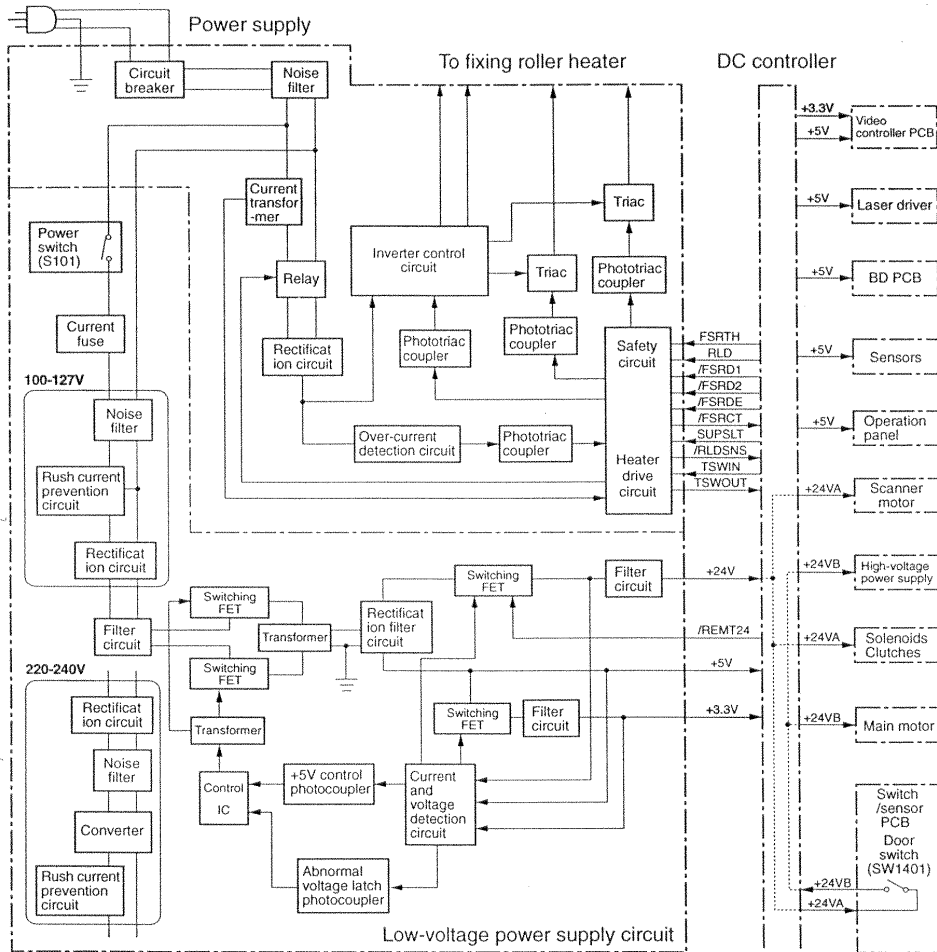 Power supply
To fixing roller heater
DC controller
Circuit
breaker
Noise
filter
+3.3V
+5V
Video
controller PCB
Current
transfor
-mer
Triac
+5V
Laser driver
Power
switch
(S101)
Inverter control
circuit
Relay
Triac
Phototriac
coupler
+5V
BD PCB
Current
fuse
Rectificat
ion circuit
Phototriac
coupler
Phototriac
coupler
Safety
circuit
FSRTH
RLD
/FSRD1
/FSRD2
/FSRDE
/FSRCT
SUPSLT
/RLDSNS
TSWIN
TSWOUT
+5V
Sensors
100-127V
Noise
filter
Over-current
detection circuit
Phototriac
coupler
+5V
Operation
panel
Rush current
prevention
circuit
Heater
drive
circuit
+24VA
Scanner
motor
Rectificat
ion circuit
Switching
FET
Filter
circuit
+24V
+24VB
High-voltage
power supply
Switching
FET
Rectificat
ion filter
circuit
Filter
circuit
Transformer
/REMT24
+24VA
Solenoids
Clutches
220-240V
Switching
FET
+5V
Rectificat
ion circuit
Transformer
Switching
FET
Filter
circuit
+3.3V
+24VB
Main motor
Noise
filter
Control
IC
+5V control
photocoupler
Current
and
voltage
detection
circuit
Switch
/sensor
PCB
Converter
Door
switch
(SW1401)
Rush current
prevention
circuit
Abnormal
voltage latch
photocoupler
+24VB
+24VA
Low-voltage power supply circuit